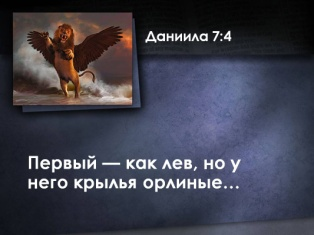 Даниила 7:4
Первый — как лев, но у
него крылья орлиные…